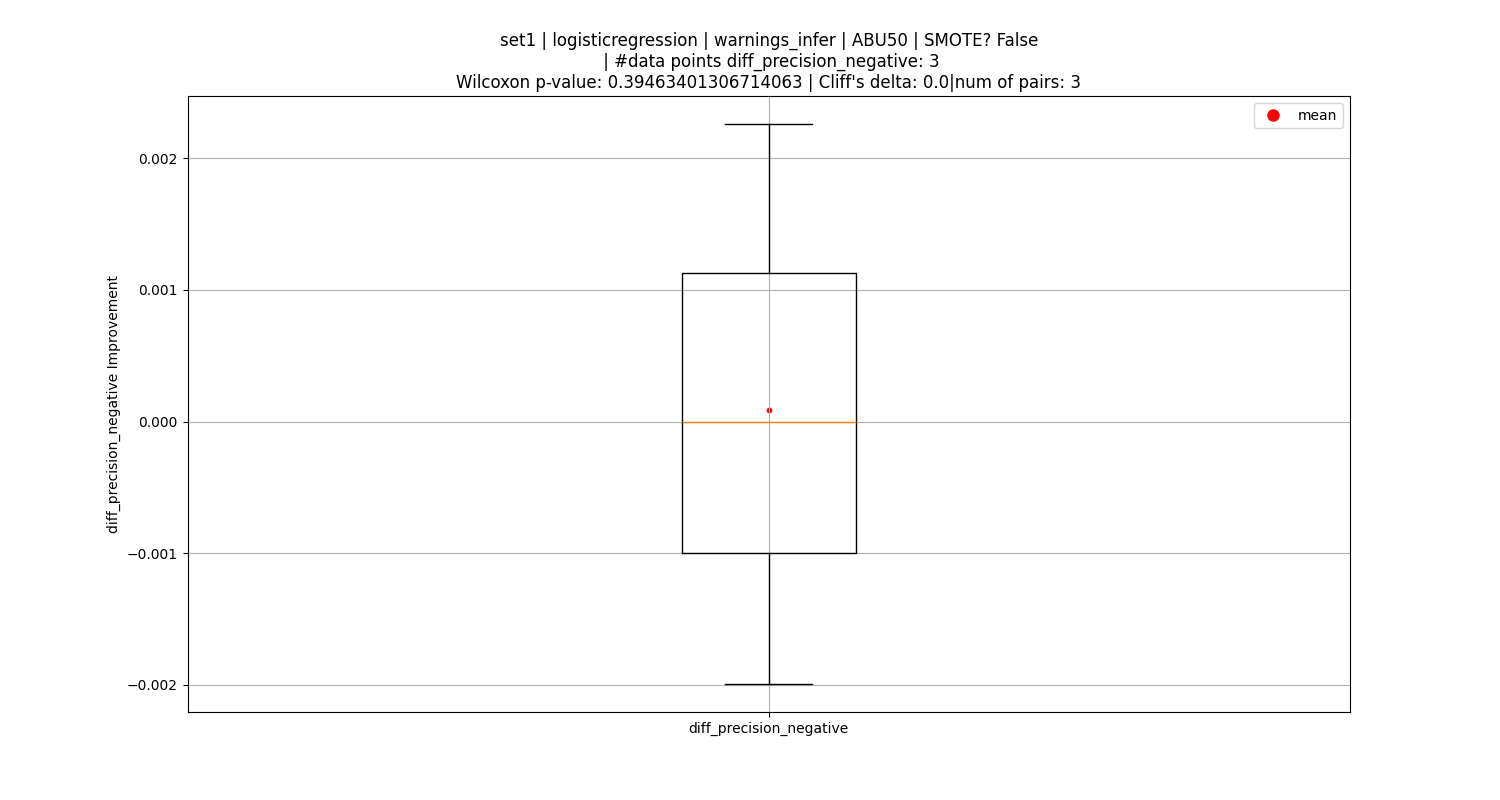 set1 | logisticregression | warnings_infer | ABU50 | SMOTE? False
| #data points diff_precision_negative: 3
Wilcoxon p-value: 0.39463401306714063 | Cliff's delta: 0.0|num of pairs: 3
mean
0.002
0.001
0.000
−0.001
−0.002
diff_precision_negative Improvement
diff_precision_negative